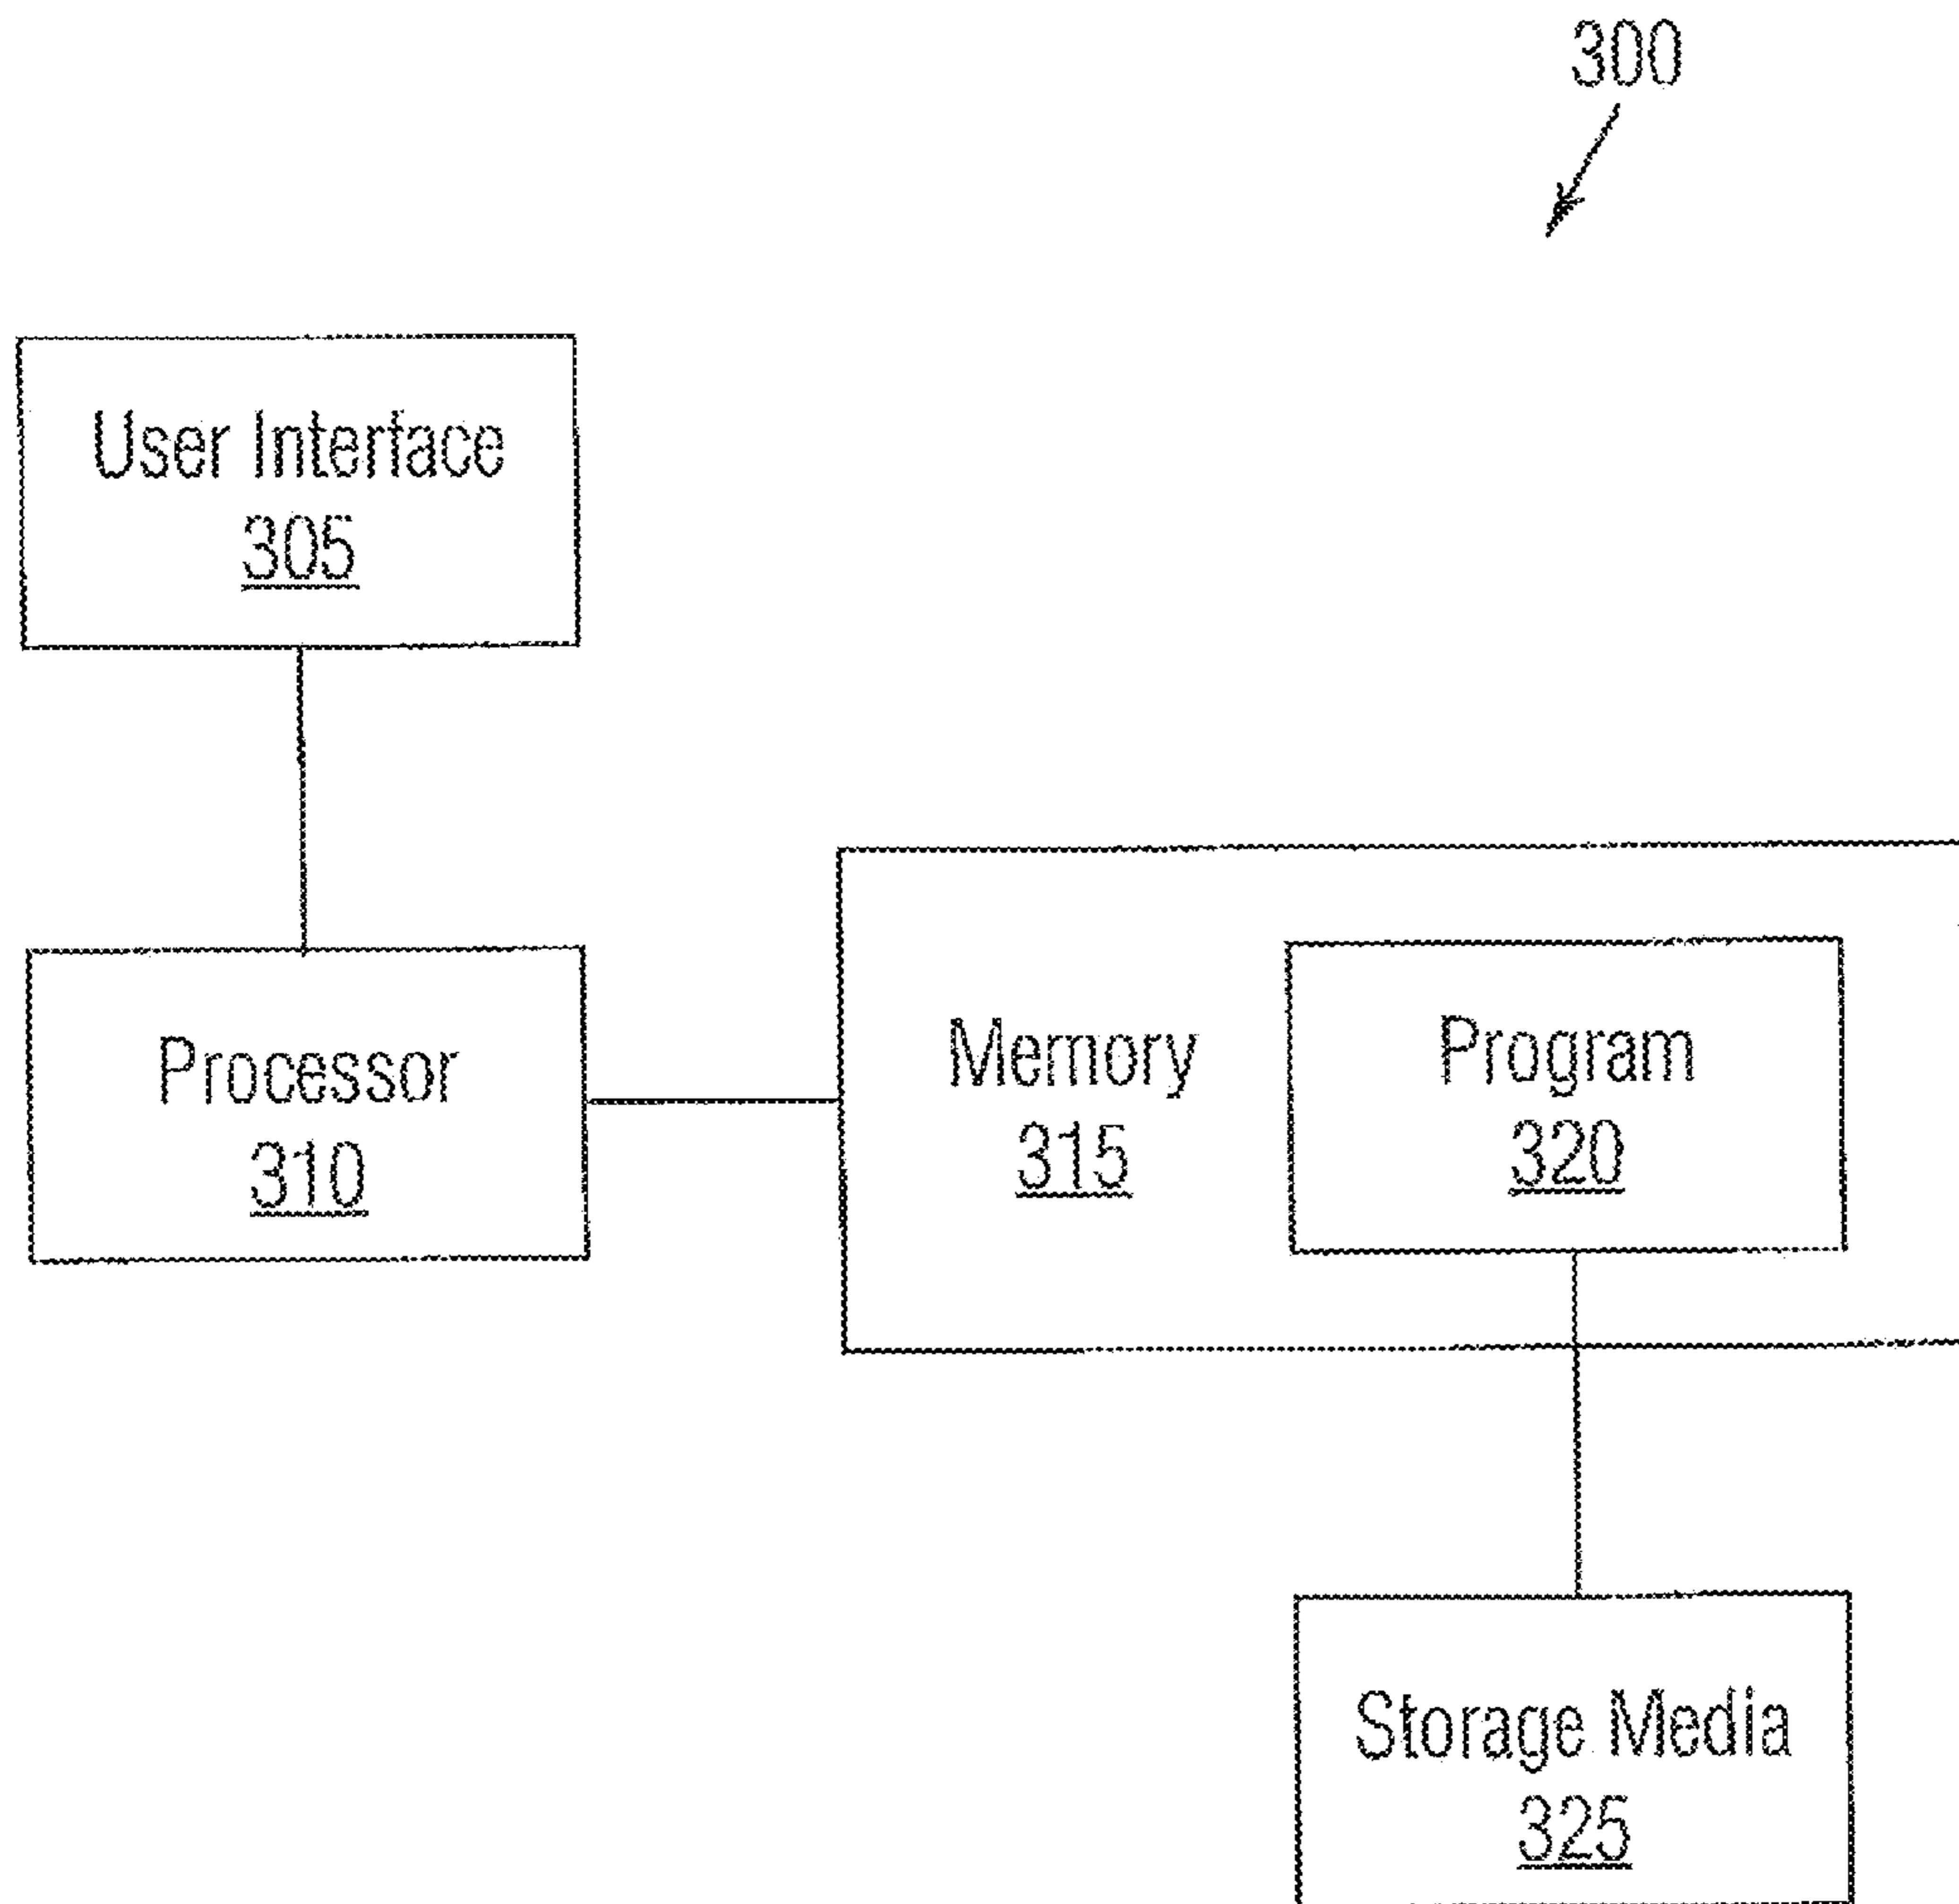 300
User Interface
305
Processor
310
Memory
315
Program
320
Storage Media
325